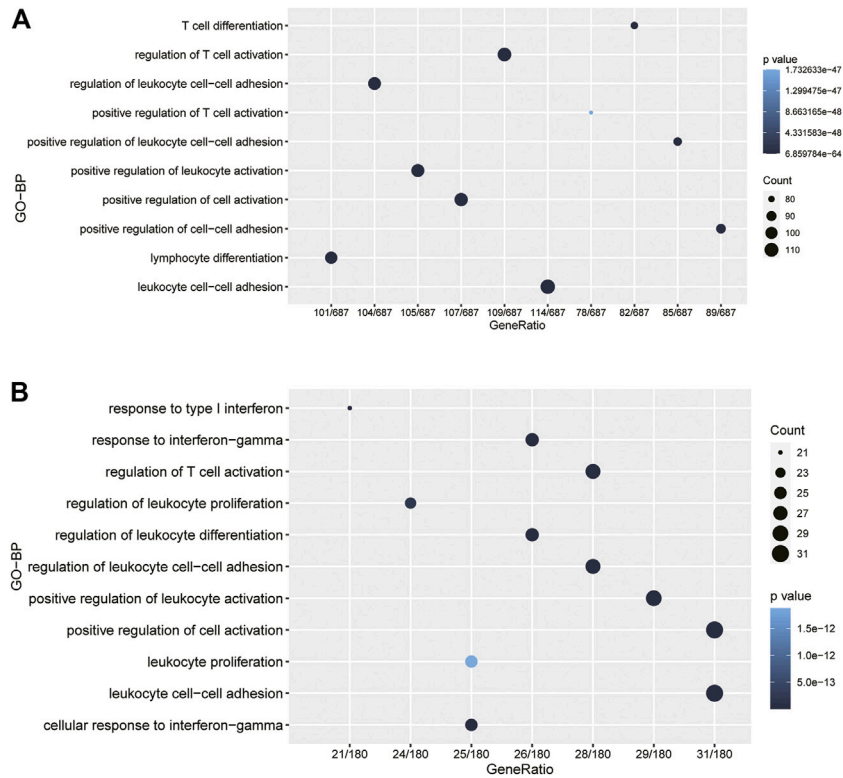 A
T cell differentiation
regulation of T cell activation
regulation of leukocyte cell-cell adhesion
positive regulation of T cell activation
positive regulation of leukocyte cell-cell adhesion
positive regulation of leukocyte activation
positive regulation of cell activation
positive regulation of cell-cell adhesion
lymphocyte differentiation
leukocyte cell-cell adhesion
GO-BP
101/687 104/687 105/687 107/687 109/687 114/687 78/687 82/687 85/687 89/687
GeneRatio
p value
1.732633e-47
1.299475e-47
8.663165e-48
4.331583e-48
6.859784e-64
Count
80
90
100
110
B
response to type I interferon
response to interferon-gamma
regulation of T cell activation
regulation of leukocyte proliferation
regulation of leukocyte differentiation
regulation of leukocyte cell-cell adhesion
positive regulation of leukocyte activation
positive regulation of cell activation
leukocyte proliferation
leukocyte cell-cell adhesion
cellular response to interferon-gamma
GO-BP
21/180 24/180 25/180 26/180 28/180 29/180 31/180
GeneRatio
Count
21
23
25
27
29
31
p value
1.5e-12
1.0e-12
5.0e-13